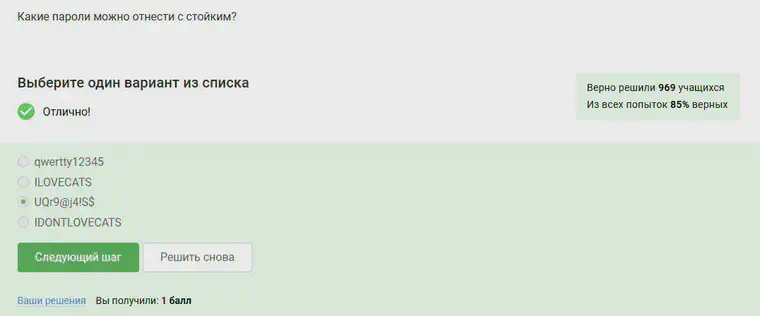 Какие пароли можно отнести с стойким?
Выберите один вариант из списка
Верно решили 969 учащихся
Из всех попыток 85% верных
Отлично!
qwertty12345
ILOVECATS
UQr9@j4!S$
IDONTLOVECATS
Следующий шаг
Решить снова
Ваши решения Вы получили: 1 балл